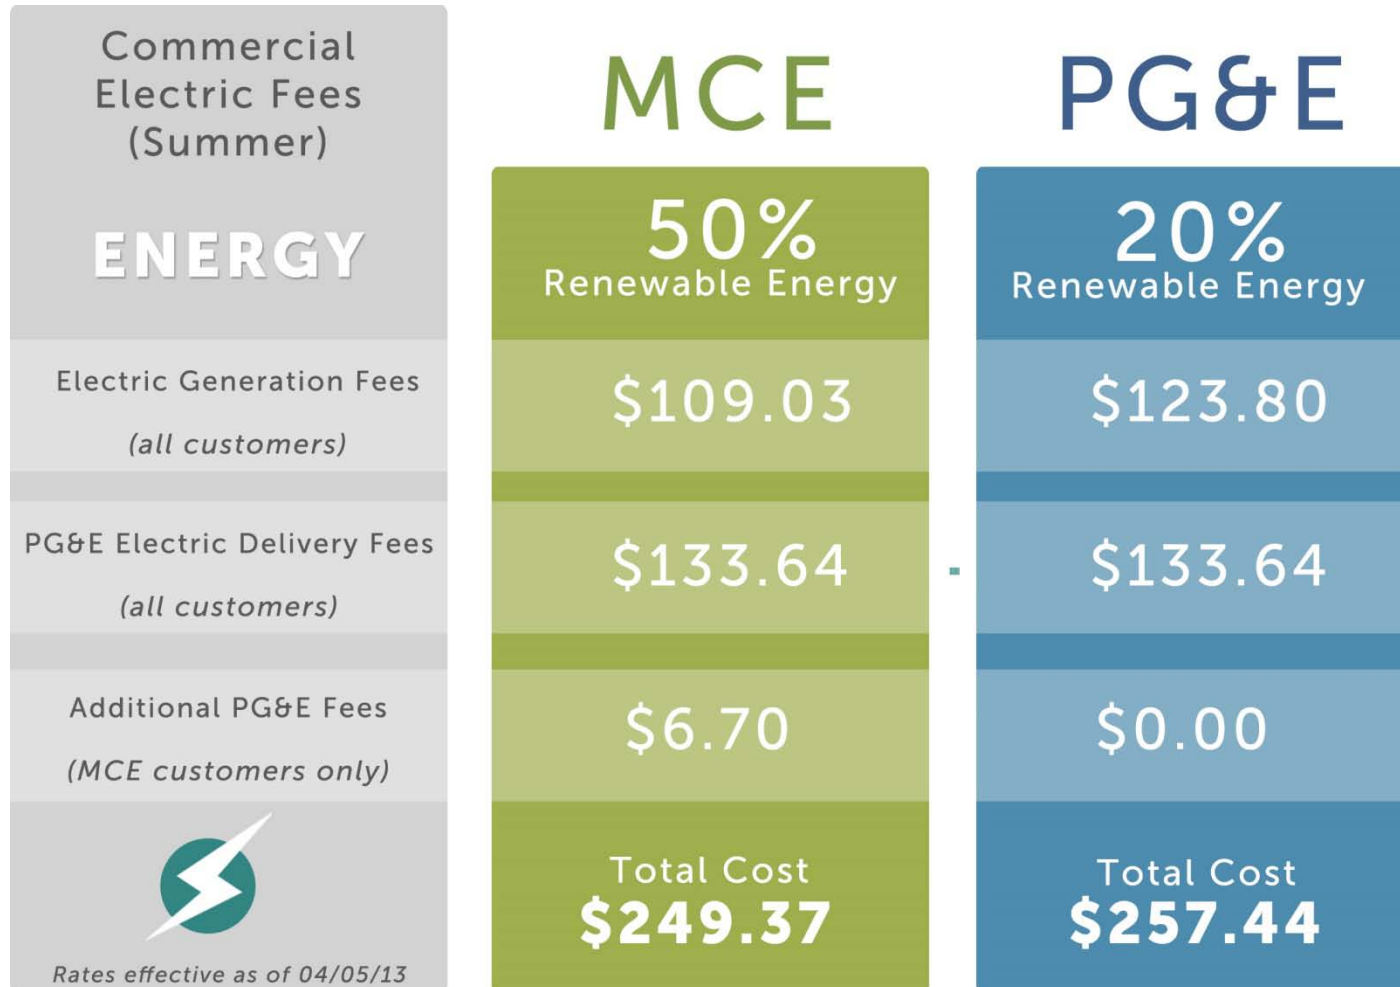 Commercial
Electric Fees
(Summer)
MCE
PG&E
ENERGY
50%
Renewable Energy
20%
Renewable Energy
Electric Generation Fees
(all customers)
$109.03
$123.80
PG&E Electric Delivery Fees
(all customers)
$133.64
$133.64
Additional PG&E Fees
(MCE customers only)
$6.70
$0.00
Total Cost
$249.37
Total Cost
$257.44
Rates effective as of 04/05/13